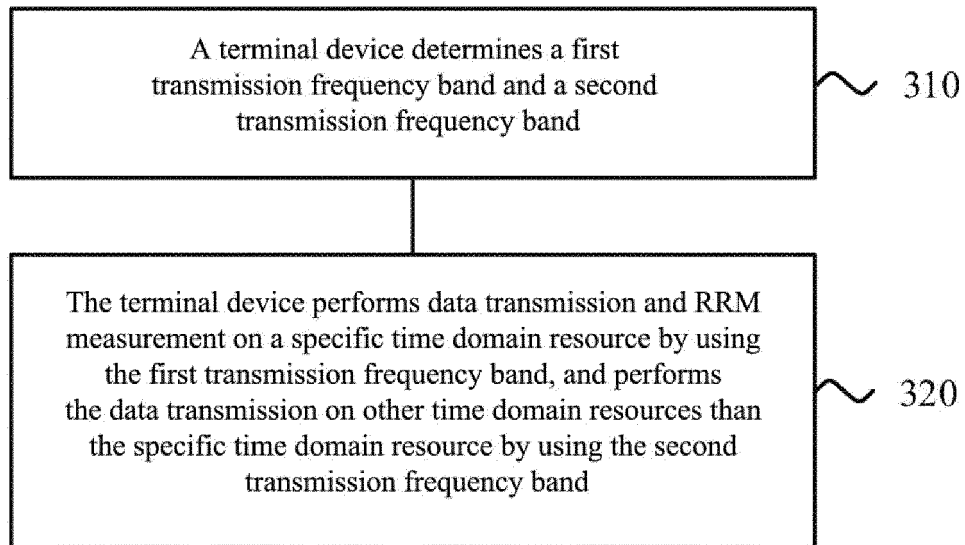 A terminal device determines a first
transmission frequency band and a second
transmission frequency band
310
The terminal device performs data transmission and RRM
measurement on a specific time domain resource by using
the first transmission frequency band, and performs
the data transmission on other time domain resources than
the specific time domain resource by using the second
transmission frequency band
320